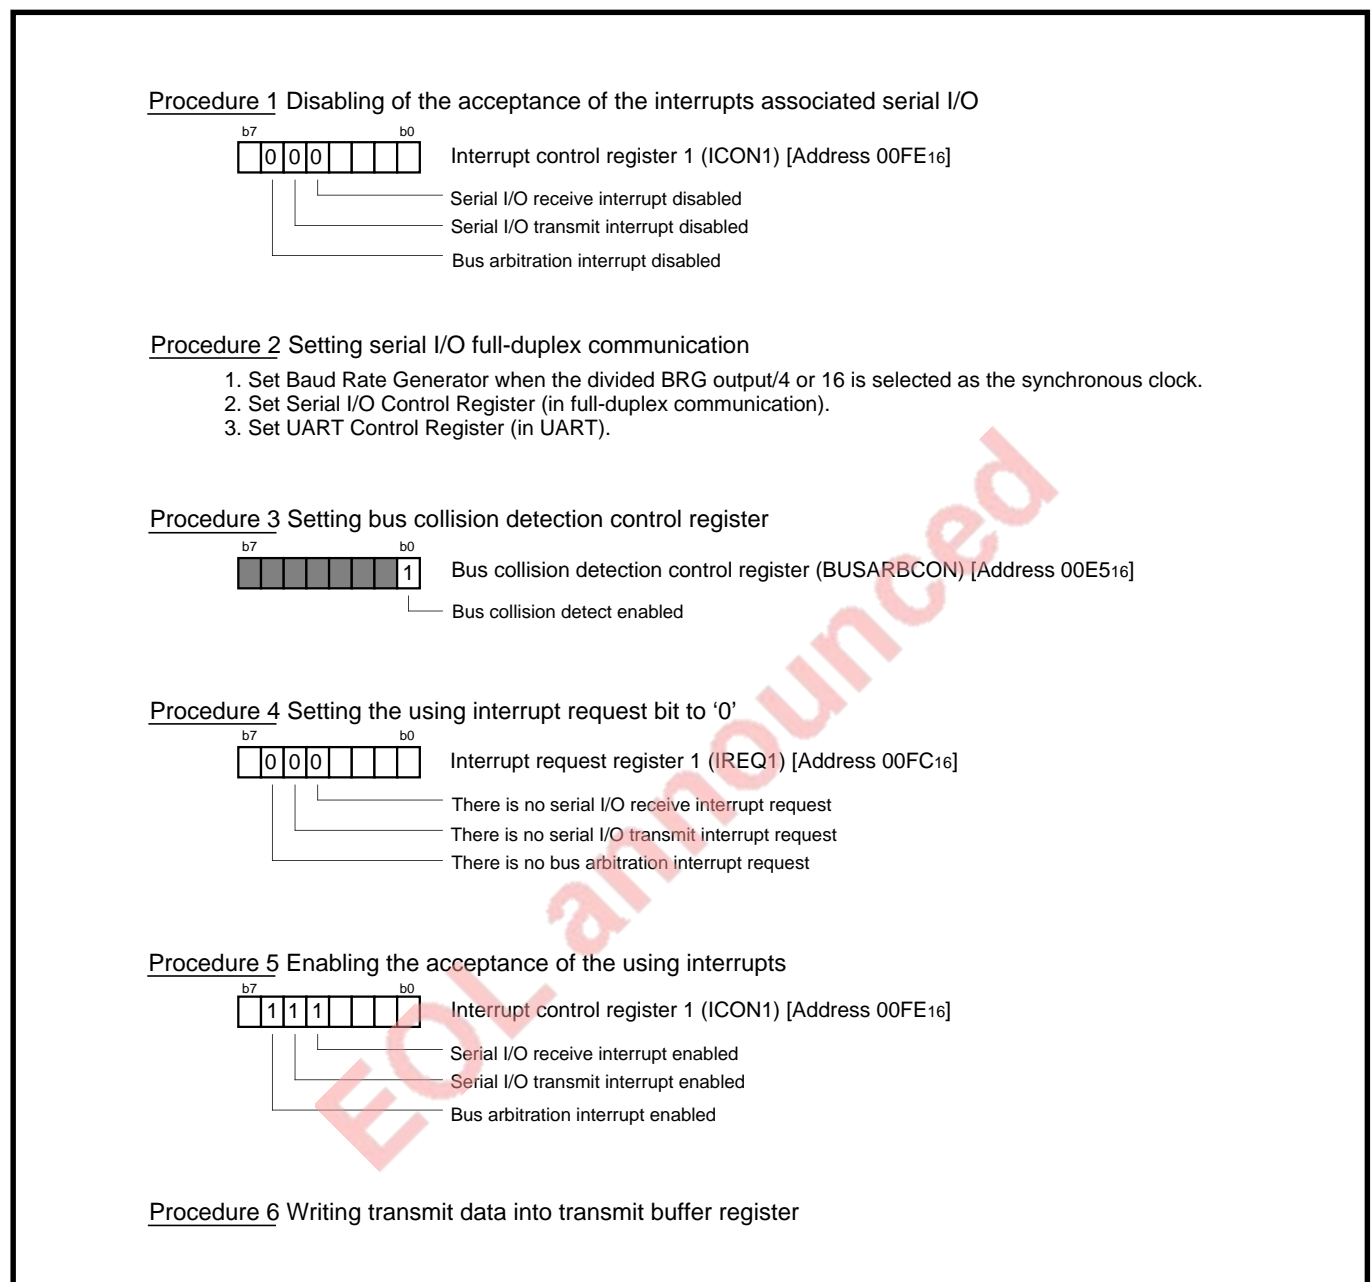 Procedure 1 Disabling of the acceptance of the interrupts associated serial I/O
b7 b0
0 0 0 Interrupt control register 1 (ICON1) [Address 00FE16]
Serial I/O receive interrupt disabled
Serial I/O transmit interrupt disabled
Bus arbitration interrupt disabled
Procedure 2 Setting serial I/O full-duplex communication
1. Set Baud Rate Generator when the divided BRG output/4 or 16 is selected as the synchronous clock.
2. Set Serial I/O Control Register (in full-duplex communication).
3. Set UART Control Register (in UART).
Procedure 3 Setting bus collision detection control register
b7 b0
1 Bus collision detection control register (BUSARBCON) [Address 00E516]
Bus collision detect enabled
Procedure 4 Setting the using interrupt request bit to ‘0’
b7 b0
0 0 0 Interrupt request register 1 (IREQ1) [Address 00FC16]
There is no serial I/O receive interrupt request
There is no serial I/O transmit interrupt request
There is no bus arbitration interrupt request
Procedure 5 Enabling the acceptance of the using interrupts
b7 b0
1 1 1 Interrupt control register 1 (ICON1) [Address 00FE16]
Serial I/O receive interrupt enabled
Serial I/O transmit interrupt enabled
Bus arbitration interrupt enabled
Procedure 6 Writing transmit data into transmit buffer register
EOL announced